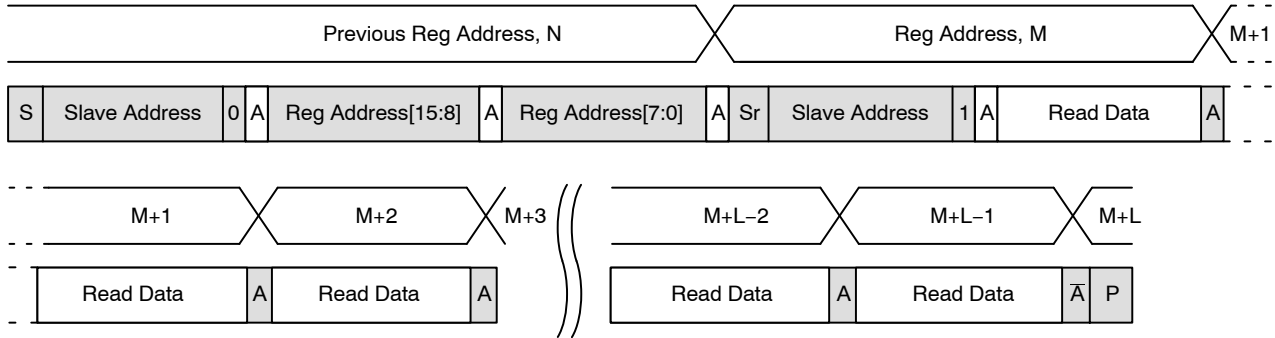 Previous Reg Address, N Reg Address, M M+1
S Slave Address 0 A Reg Address[15:8] A Reg Address[7:0] A Sr Slave Address 1 A Read Data A
M+1 M+2 M+3 M+L−2 M+L−1 M+L
Read Data A Read Data A Read Data A Read Data A̅ P